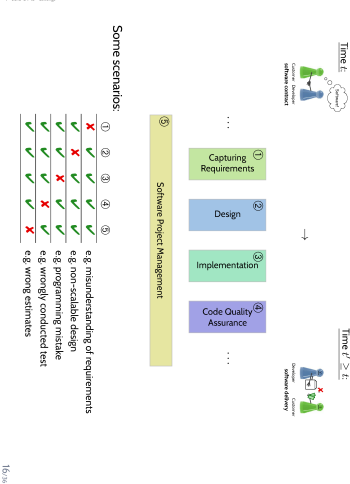 Time t:
Time t′ ≥ t:
Software!
Customer
Developer
software contract
→
Developer
Customer
software delivery
...
① Capturing
Requirements
② Design
③ Implementation
④ Code Quality
Assurance
...
⑤ Software Project Management
Some scenarios:
① ② ③ ④ ⑤
✘ ✔ ✔ ✔ ✔ e.g. misunderstanding of requirements
✔ ✘ ✔ ✔ ✔ e.g. non-scalable design
✔ ✔ ✘ ✔ ✔ e.g. programming mistake
✔ ✔ ✔ ✘ ✔ e.g. wrongly conducted test
✔ ✔ ✔ ✔ ✘ e.g. wrong estimates
16/36